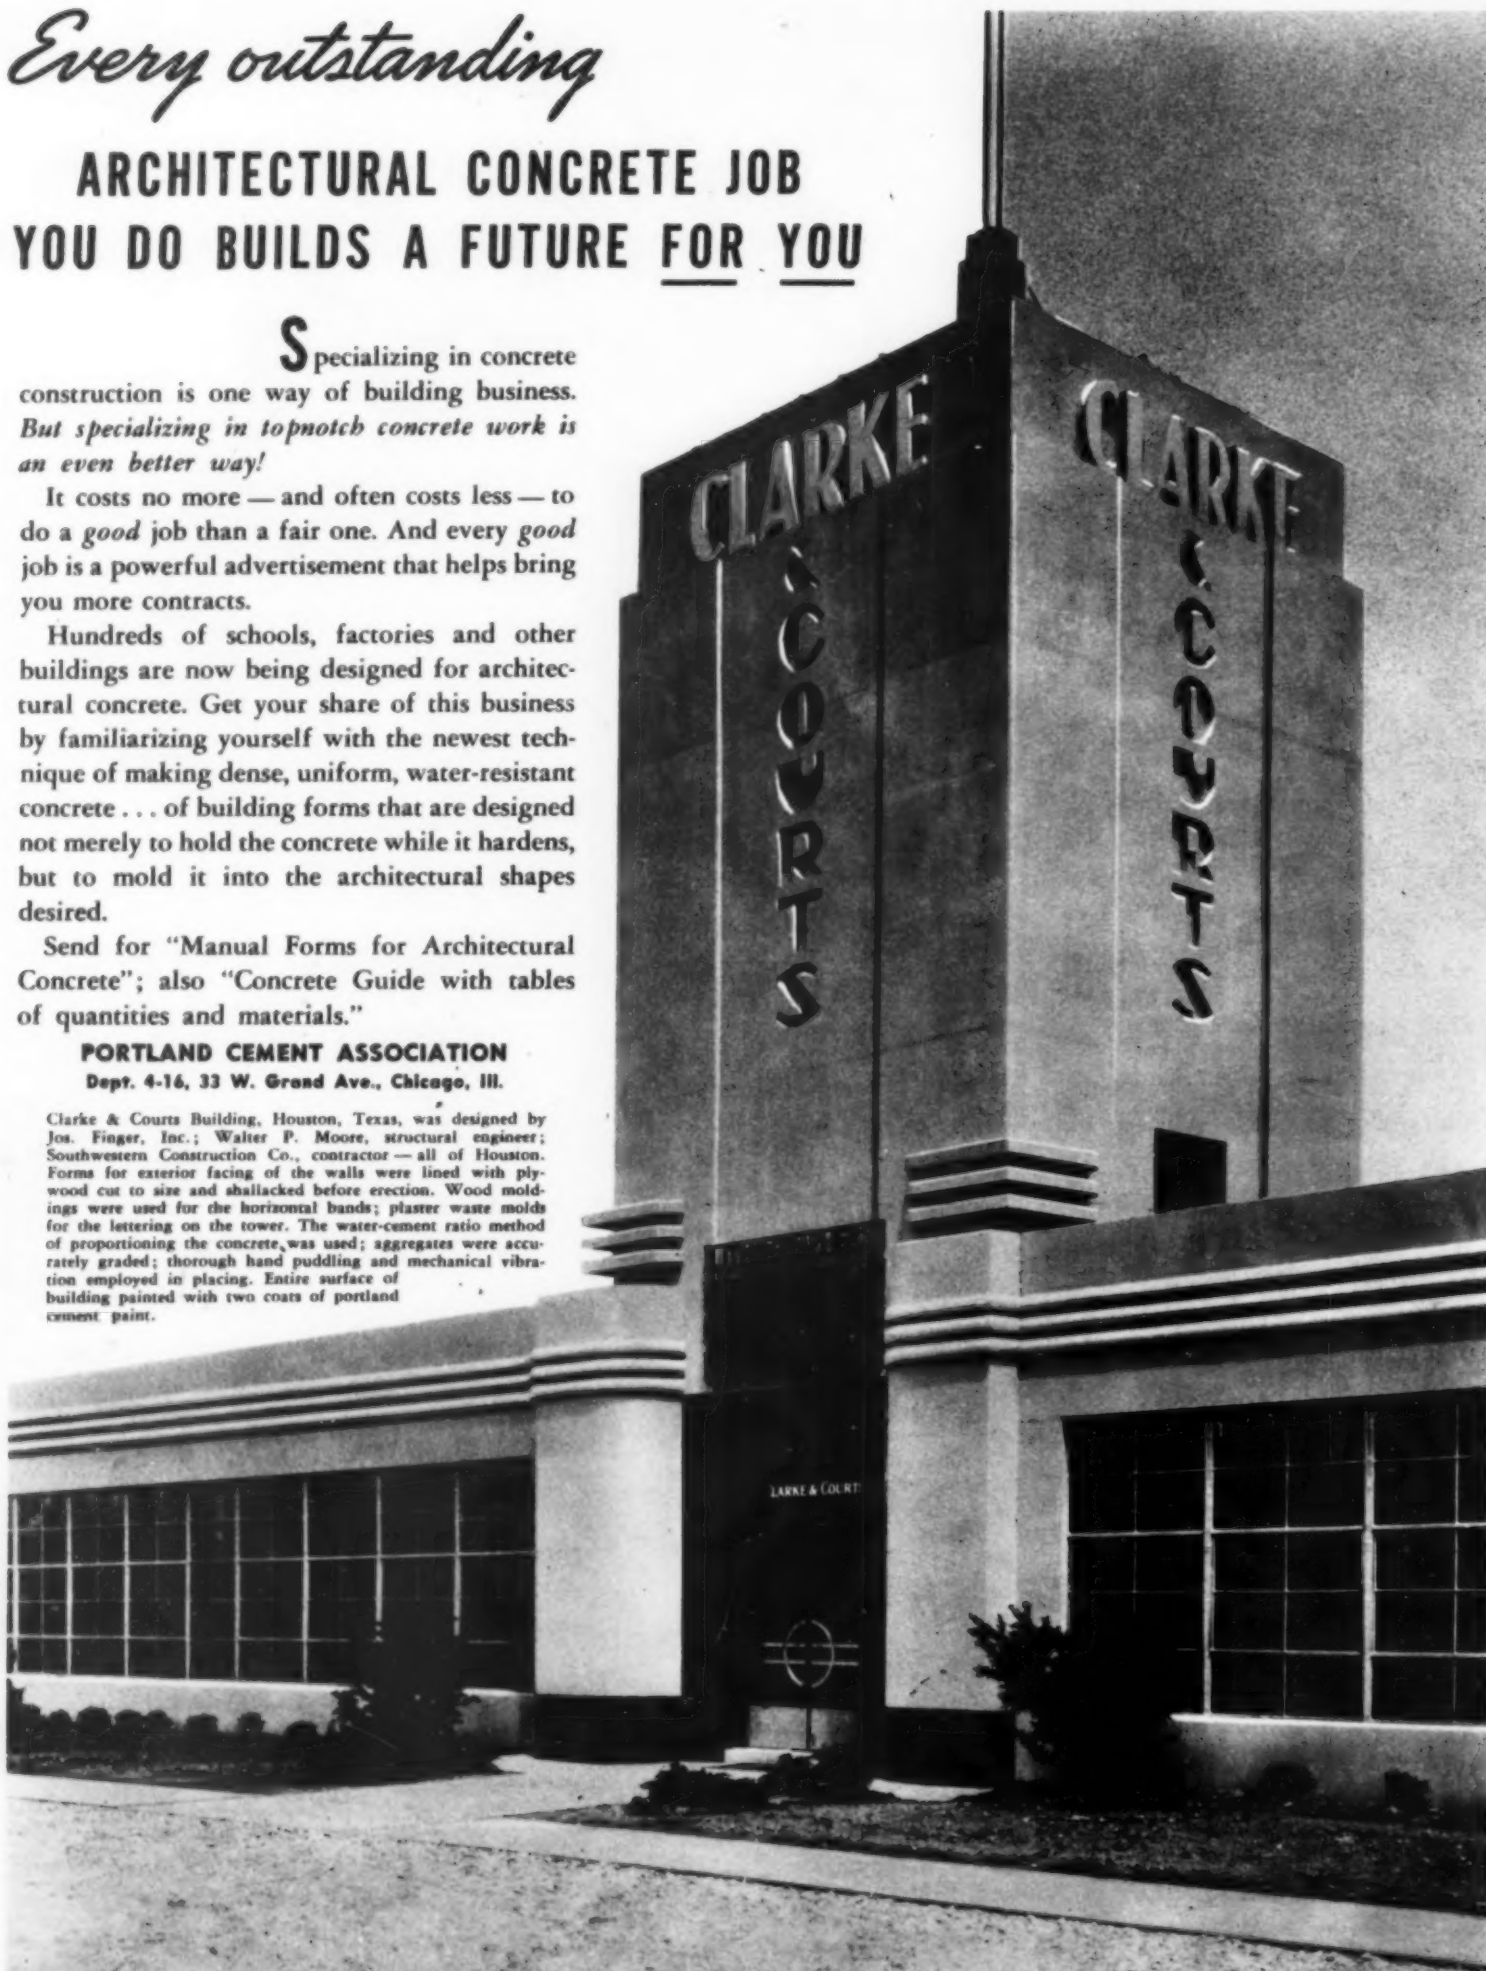 Every outstanding
ARCHITECTURAL CONCRETE JOB
YOU DO BUILDS A FUTURE FOR YOU
Specializing in concrete
construction is one way of building business.
But specializing in topnotch concrete work is
an even better way!
It costs no more — and often costs less — to
do a good job than a fair one. And every good
job is a powerful advertisement that helps bring
you more contracts.
Hundreds of schools, factories and other
buildings are now being designed for architec-
tural concrete. Get your share of this business
by familiarizing yourself with the newest tech-
nique of making dense, uniform, water-resistant
concrete . . . of building forms that are designed
not merely to hold the concrete while it hardens,
but to mold it into the architectural shapes
desired.
Send for “Manual Forms for Architectural
Concrete”; also “Concrete Guide with tables
of quantities and materials.”
PORTLAND CEMENT ASSOCIATION
Dept. 4-16, 33 W. Grand Ave., Chicago, Ill.
Clarke & Courts Building, Houston, Texas, was designed by
Jos. Finger, Inc.; Walter P. Moore, structural engineer;
Southwestern Construction Co., contractor — all of Houston.
Forms for exterior facing of the walls were lined with ply-
wood cut to size and shallacked before erection. Wood mold-
ings were used for the horizontal bands; plaster waste molds
for the lettering on the tower. The water-cement ratio method
of proportioning the concrete was used; aggregates were accu-
rately graded; thorough hand puddling and mechanical vibra-
tion employed in placing. Entire surface of
building painted with two coats of portland
cement paint.
CLARKE
&
COURTS
CLARKE
&
COURTS
LARKE & COURT